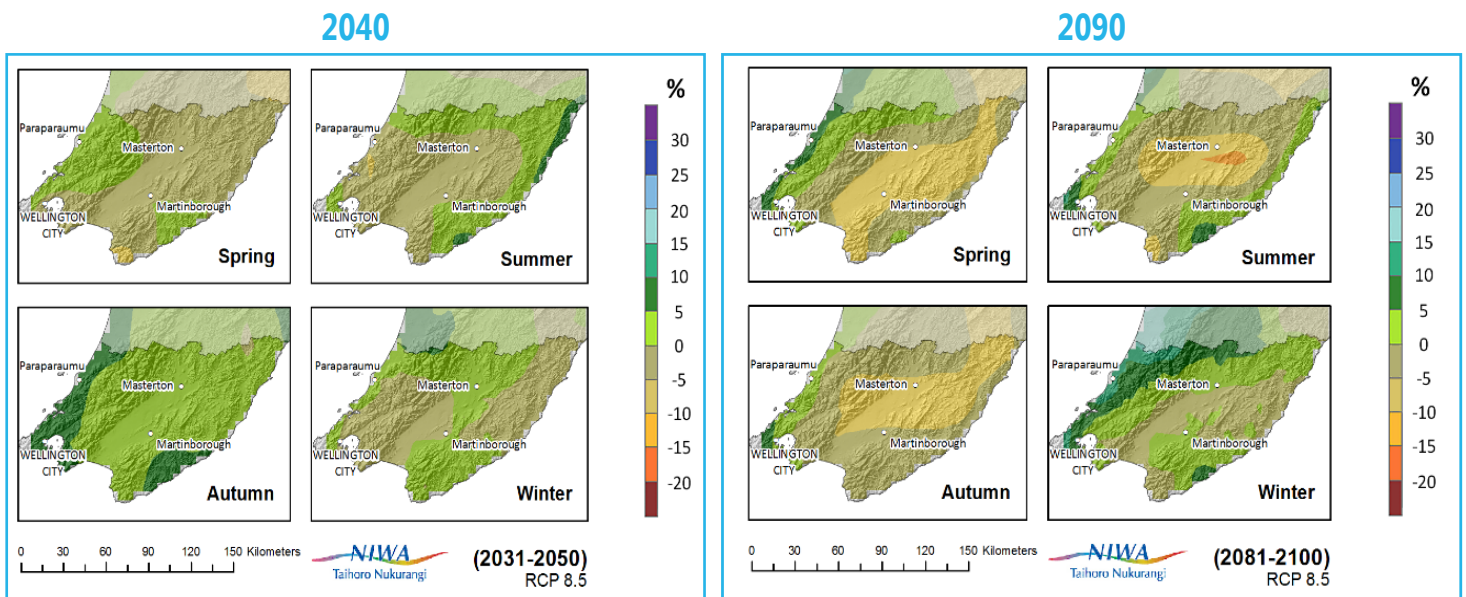 2040
Paraparaumu
Masterton
Martinborough
WELLINGTON
CITY
Spring
Paraparaumu
Masterton
Martinborough
WELLINGTON
CITY
Summer
Paraparaumu
Masterton
Martinborough
WELLINGTON
CITY
Autumn
Paraparaumu
Masterton
Martinborough
WELLINGTON
CITY
Winter
%
30
25
20
15
10
5
0
-5
-10
-15
-20
0 30 60 90 120 150 Kilometers
NIWA
Taihoro Nukurangi
(2031-2050)
RCP 8.5
2090
Paraparaumu
Masterton
Martinborough
WELLINGTON
CITY
Spring
Paraparaumu
Masterton
Martinborough
WELLINGTON
CITY
Summer
Paraparaumu
Masterton
Martinborough
WELLINGTON
CITY
Autumn
Paraparaumu
Masterton
Martinborough
WELLINGTON
CITY
Winter
%
30
25
20
15
10
5
0
-5
-10
-15
-20
0 30 60 90 120 150 Kilometers
NIWA
Taihoro Nukurangi
(2081-2100)
RCP 8.5